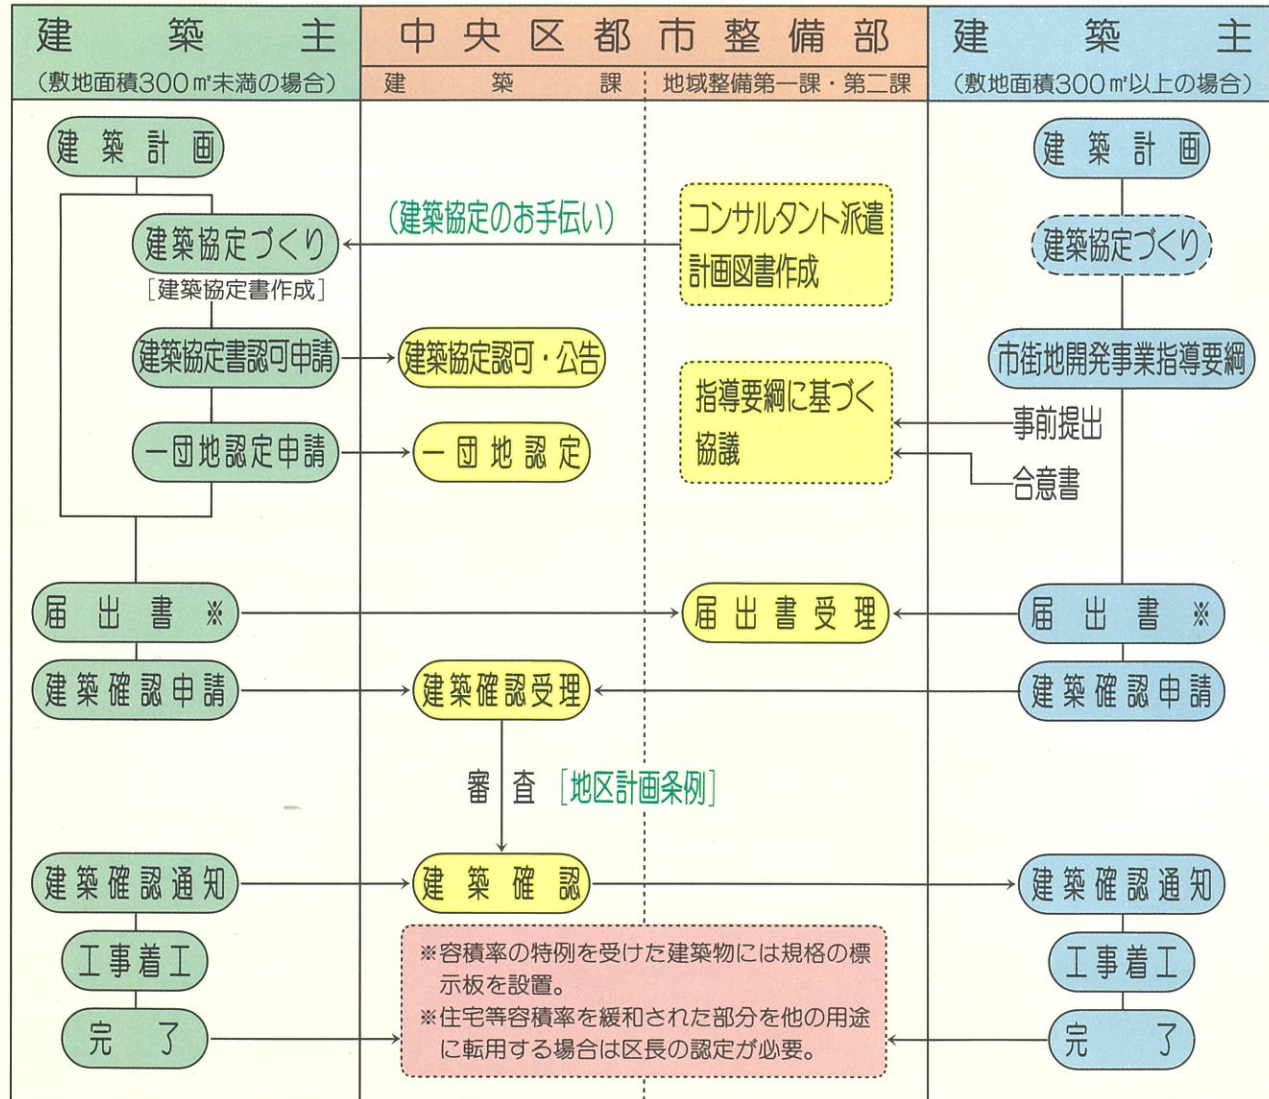 建築主
(敷地面積300㎡未満の場合)
中央区都市整備部
建築課
地域整備第一課・第二課
建築主
(敷地面積300㎡以上の場合)
建築計画
建築協定づくり
[建築協定書作成]
建築協定書認可申請
一団地認定申請
届出書※
建築確認申請
建築確認通知
工事着工
完了
(建築協定のお手伝い)
建築協定認可・公告
一団地認定
建築確認受理
審査
[地区計画条例]
建築確認
コンサルタント派遣
計画図書作成
指導要綱に基づく
協議
届出書受理
※容積率の特例を受けた建築物には規格の標
示板を設置。
※住宅等容積率を緩和された部分を他の用途
に転用する場合は区長の認定が必要。
建築計画
建築協定づくり
市街地開発事業指導要綱
事前提出
合意書
届出書※
建築確認申請
建築確認通知
工事着工
完了